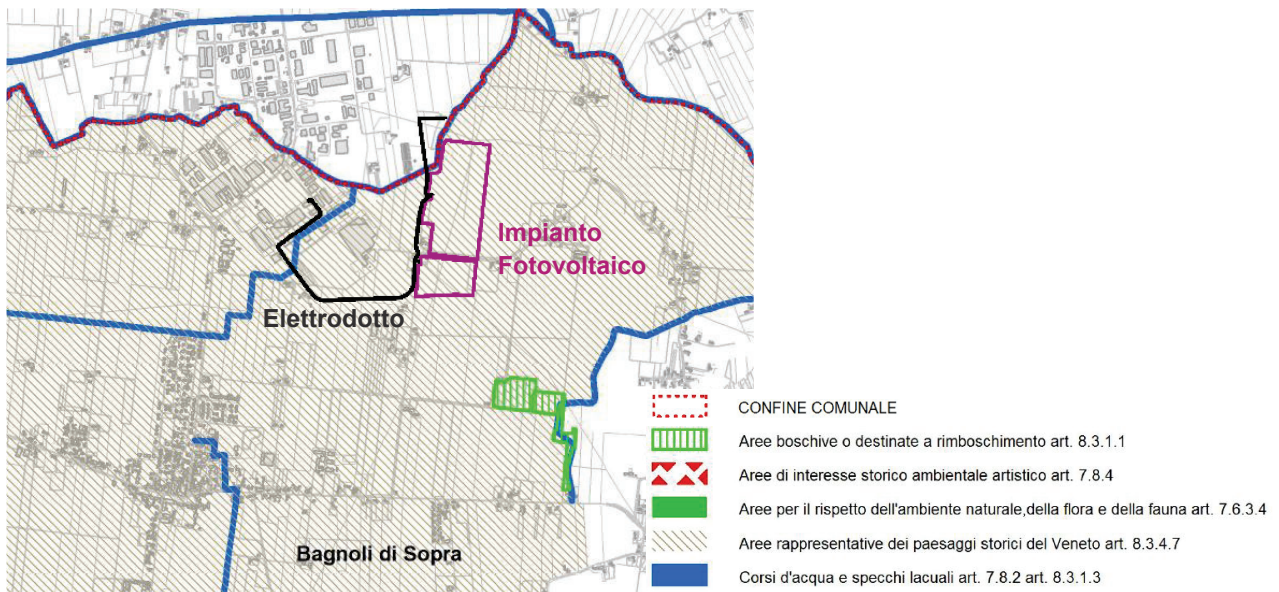 Impianto
Fotovoltaico
Elettrodotto
Bagnoli di Sopra
CONFINE COMUNALE
Aree boschive o destinate a rimboschimento art. 8.3.1.1
Aree di interesse storico ambientale artistico art. 7.8.4
Aree per il rispetto dell'ambiente naturale,della flora e della fauna art. 7.6.3.4
Aree rappresentative dei paesaggi storici del Veneto art. 8.3.4.7
Corsi d'acqua e specchi lacuali art. 7.8.2 art. 8.3.1.3